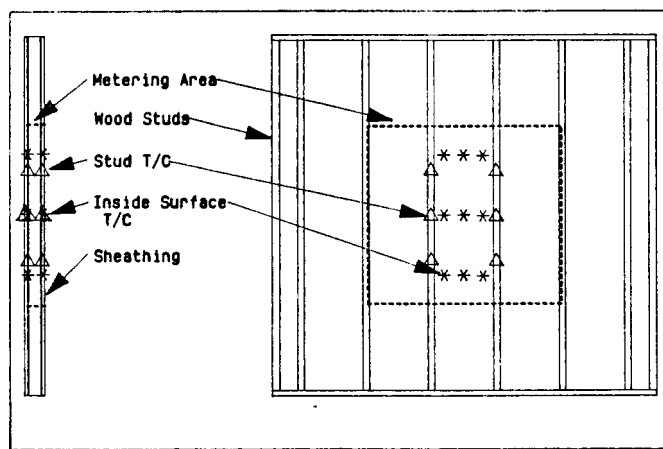 Metering Area
Wood Studs
Stud T/C
Inside Surface
T/C
Sheathing